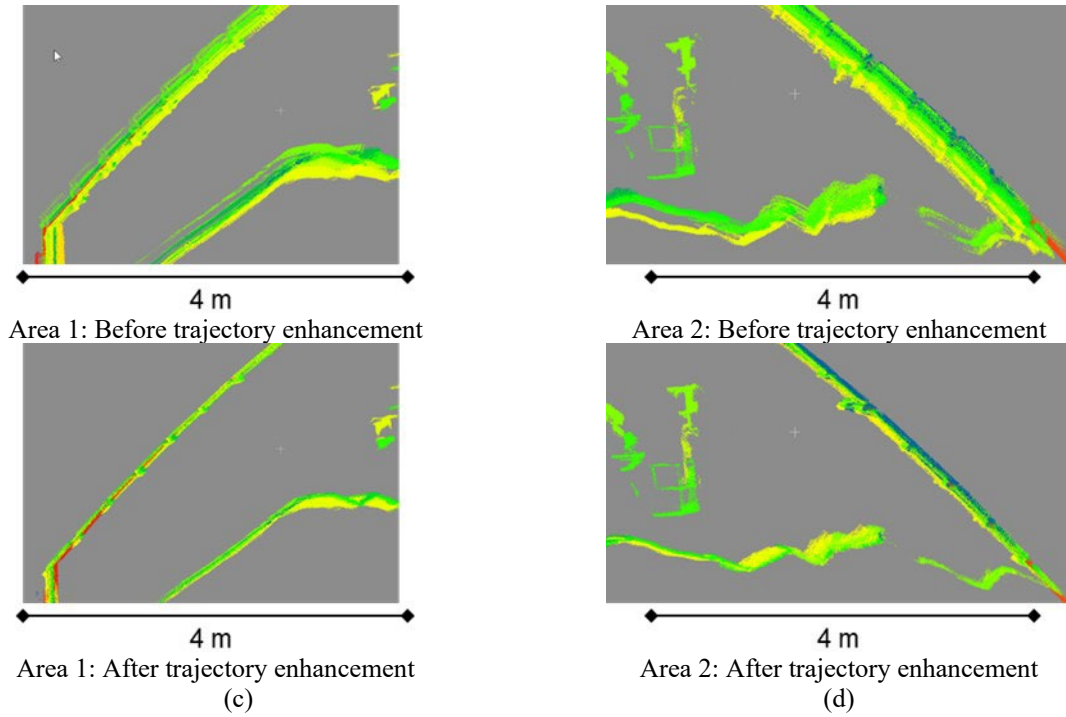 4 m
4 m
Area 1: Before trajectory enhancement
Area 2: Before trajectory enhancement
4 m
4 m
Area 1: After trajectory enhancement
Area 2: After trajectory enhancement
(c)
(d)